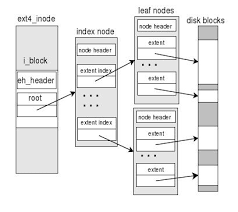 ext4_inode
i_block
eh_header
root
index node
node header
extent index
. . .
. . .
extent index
leaf nodes
node header
extent
. . .
extent
node header
extent
. . .
extent
disk blocks